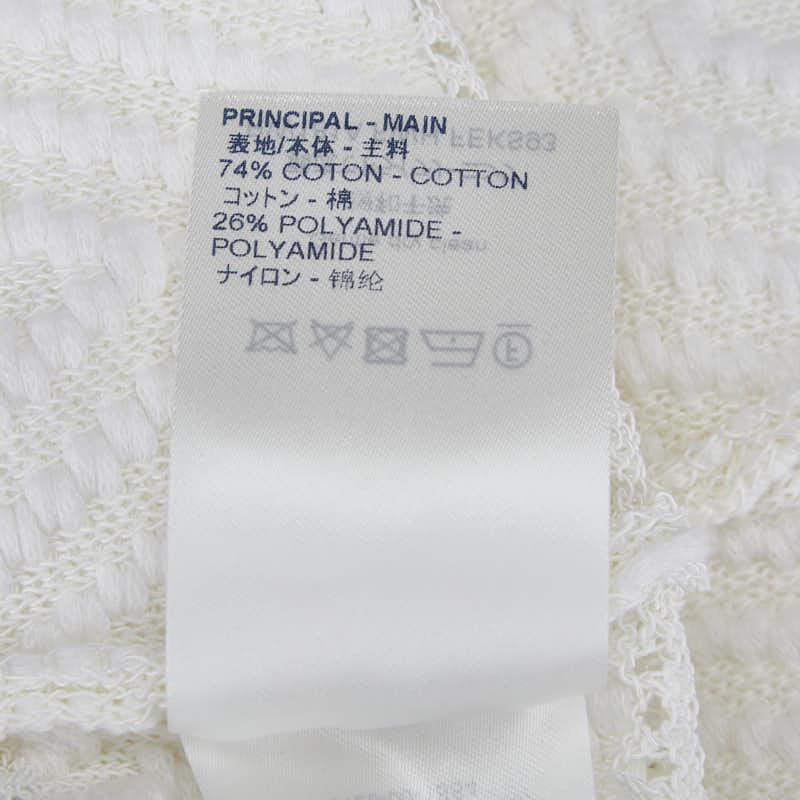 PRINCIPAL - MAIN
表地/本体 - 主料
74% COTON - COTTON
コットン - 棉
26% POLYAMIDE -
POLYAMIDE
ナイロン - 锦纶